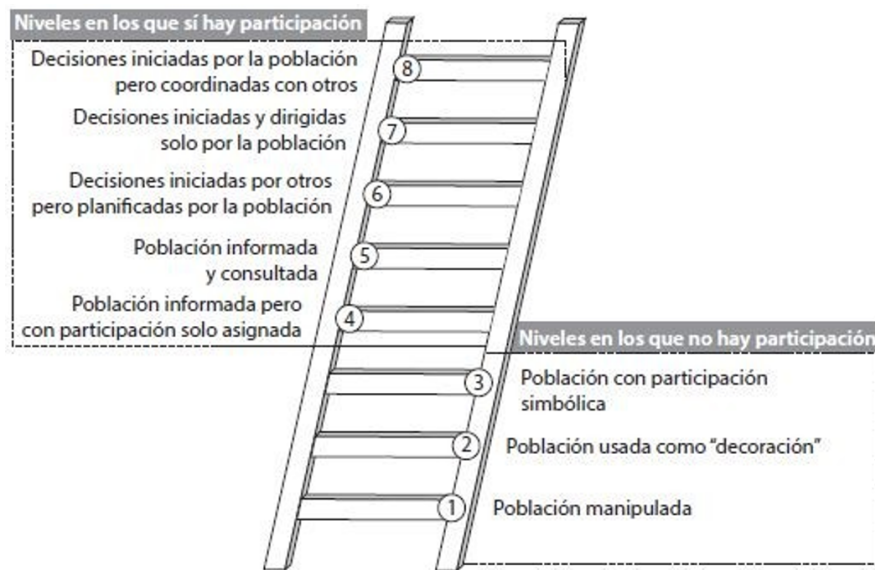 Niveles en los que sí hay participación
Decisiones iniciadas por la población
pero coordinadas con otros
8
Decisiones iniciadas y dirigidas
solo por la población
7
Decisiones iniciadas por otros
pero planificadas por la población
6
Población informada
y consultada
5
Población informada pero
con participación solo asignada
4
Niveles en los que no hay participación
3
Población con participación
simbólica
2
Población usada como “decoración”
1
Población manipulada